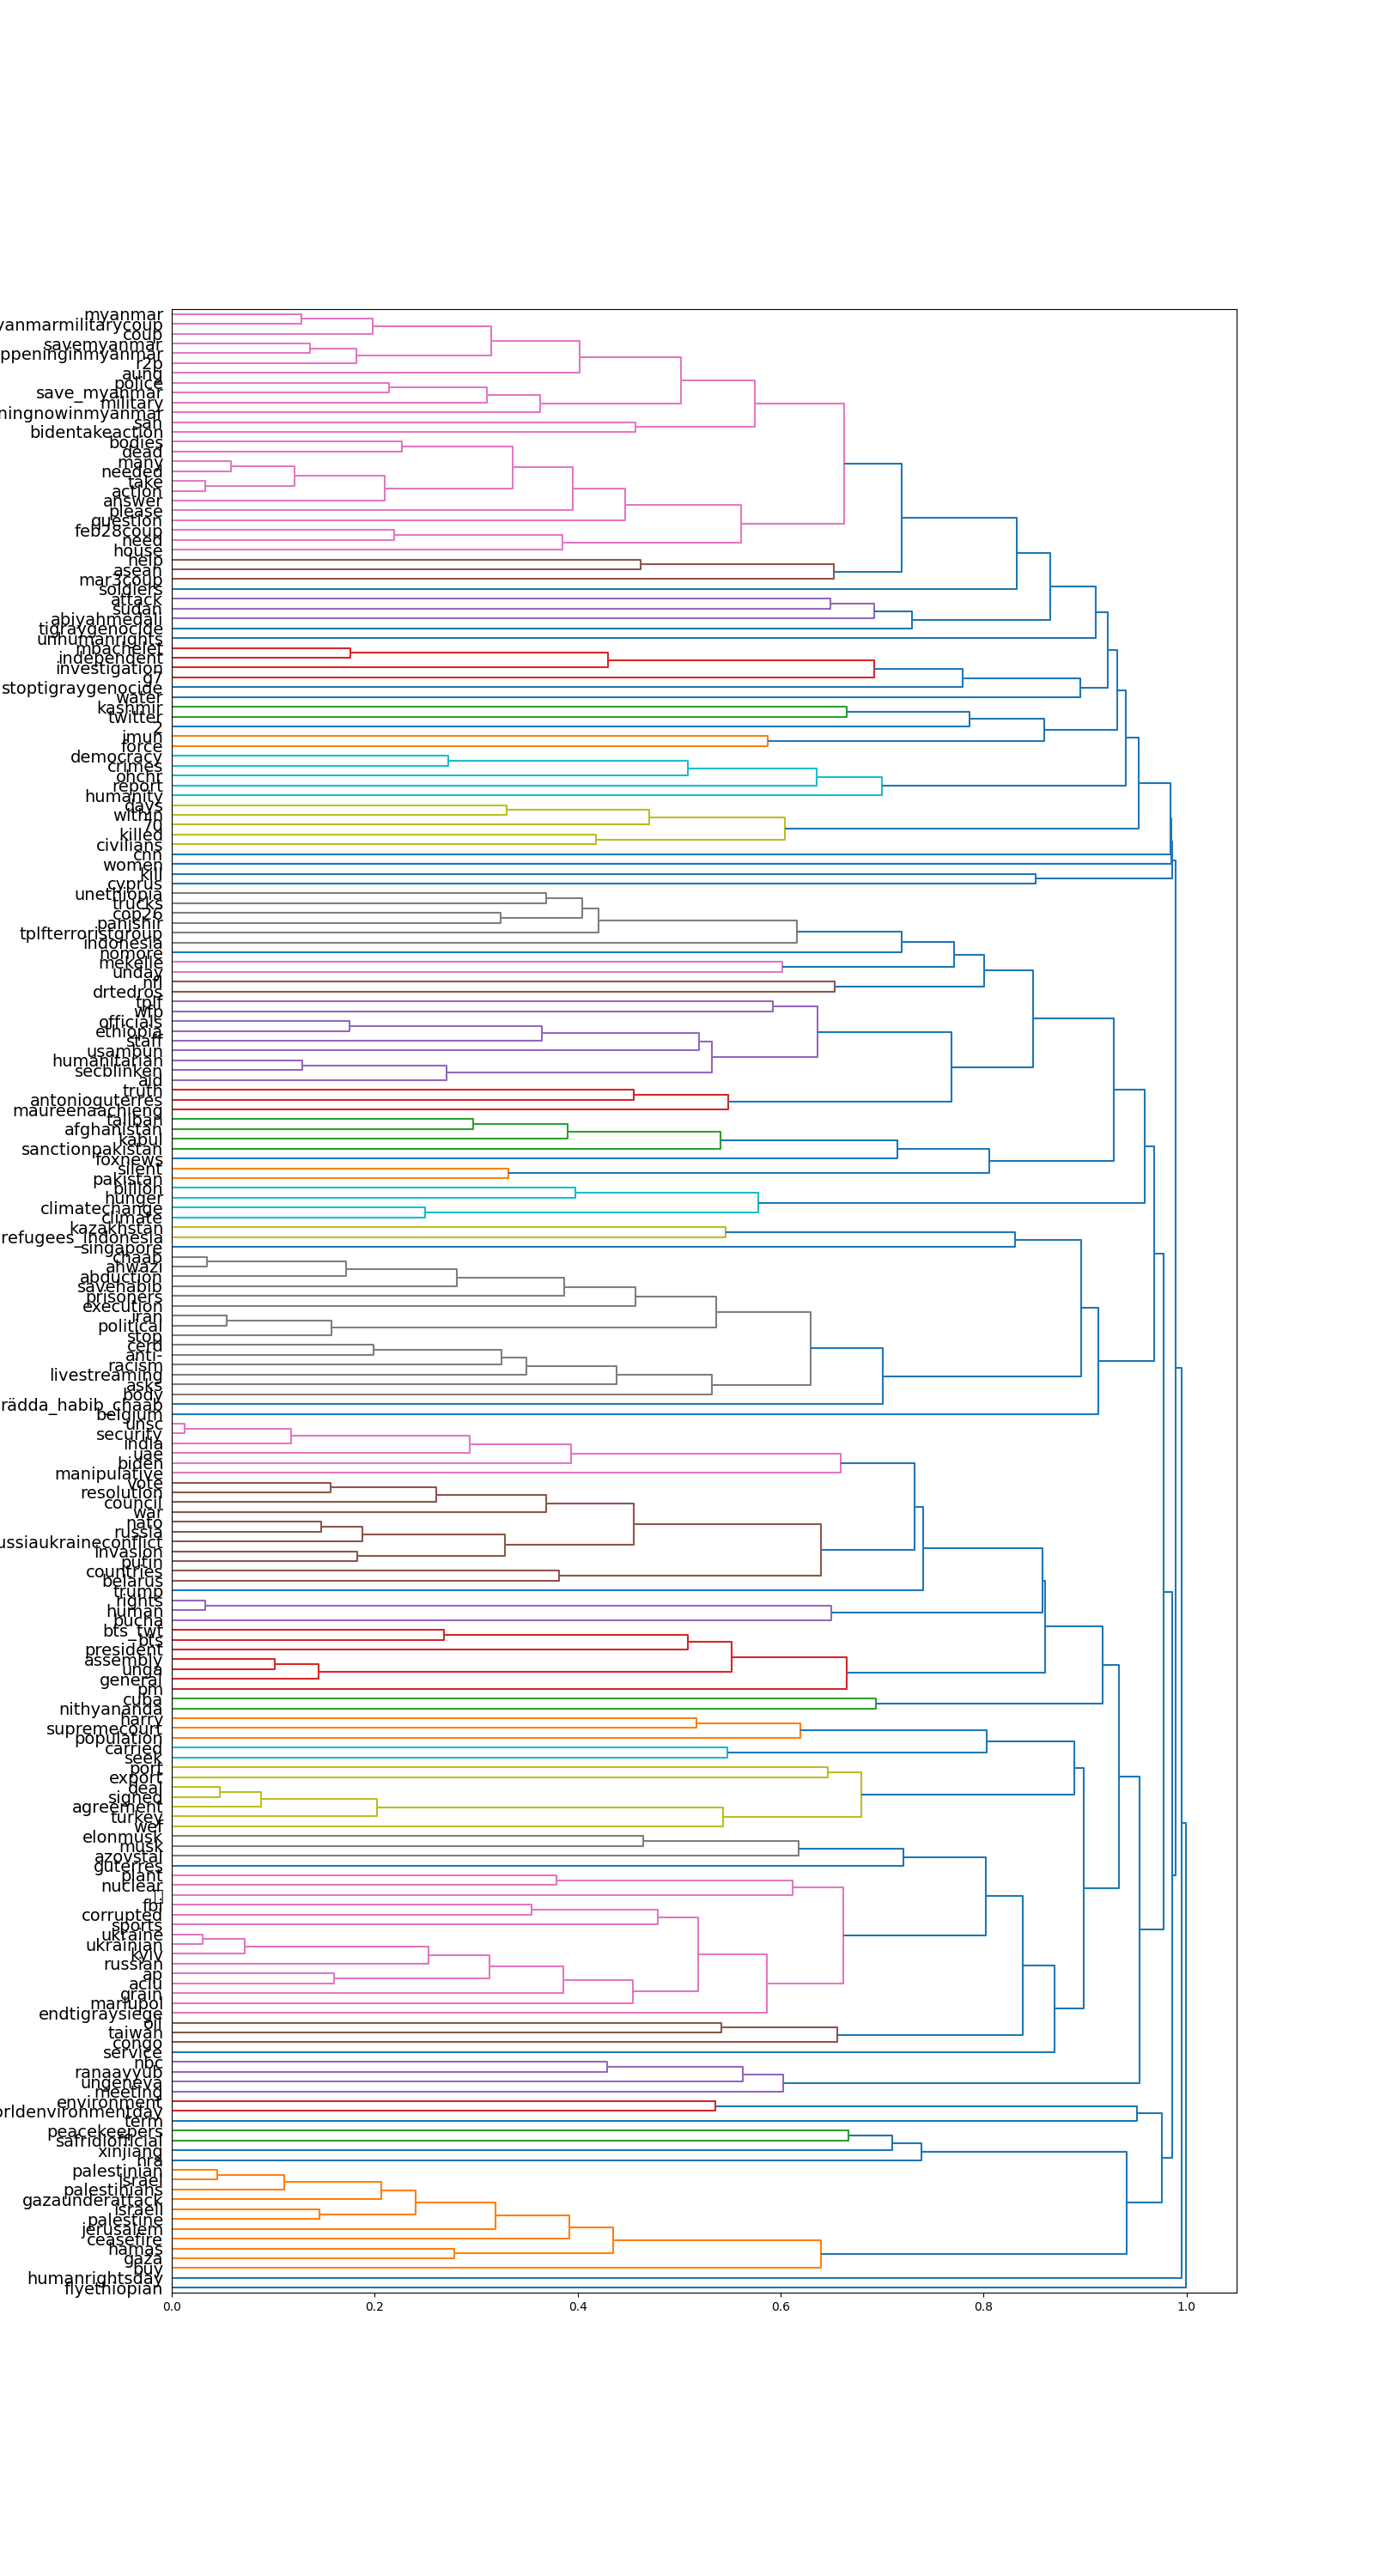 myanmar
yanmarmilitarycoup
coup
savemyanmar
ppeninginmyanmar
r2p
aung
police
save_myanmar
military
ningnowinmyanmar
san
bidentakeaction
bodies
dead
many
needed
take
action
answer
please
question
feb28coup
need
house
help
asean
mar3coup
soldiers
attack
sudan
abiyahmedali
tigraygenocide
unhumanrights
mbachelet
independent
investigation
g7
stoptigraygenocide
water
kashmir
twitter
2
imun
force
democracy
crimes
ohchr
report
humanity
days
within
70
killed
civilians
cnn
women
kill
cyprus
unethiopia
trucks
cop26
panjshir
tplfterroristgroup
indonesia
nomore
mekelle
unday
nfl
drtedros
tplf
wfp
officials
ethiopia
staff
usambun
humanitarian
secblinken
aid
truth
antonioguterres
maureenaachieng
taliban
afghanistan
kabul
sanctionpakistan
foxnews
silent
pakistan
billion
hunger
climatechange
climate
kazakhstan
refugees_indonesia
singapore
chaab
ahwazi
abduction
savehabib
prisoners
execution
iran
political
stop
cerd
anti-
racism
livestreaming
asks
body
rädda_habib_chaab
belgium
unsc
security
india
uae
biden
manipulative
vote
resolution
council
war
nato
russia
ussiaukraineconflict
invasion
putin
countries
belarus
trump
rights
human
bucha
bts_twt
bts
president
assembly
unga
general
pm
cuba
nithyananda
harry
supremecourt
population
carried
seek
port
export
deal
signed
agreement
turkey
wef
elonmusk
musk
azovstal
guterres
plant
nuclear
fbi
corrupted
sports
ukraine
ukrainian
kyiv
russian
ap
aclu
grain
mariupol
endtigraysiege
oil
taiwan
congo
service
nbc
ranaayyub
ungeneva
meeting
environment
orldenvironmentday
term
peacekeepers
safridiofficial
xinjiang
nra
palestinian
israel
palestinians
gazaunderattack
israeli
palestine
jerusalem
ceasefire
hamas
gaza
buy
humanrightsday
flyethiopian
0.0 0.2 0.4 0.6 0.8 1.0